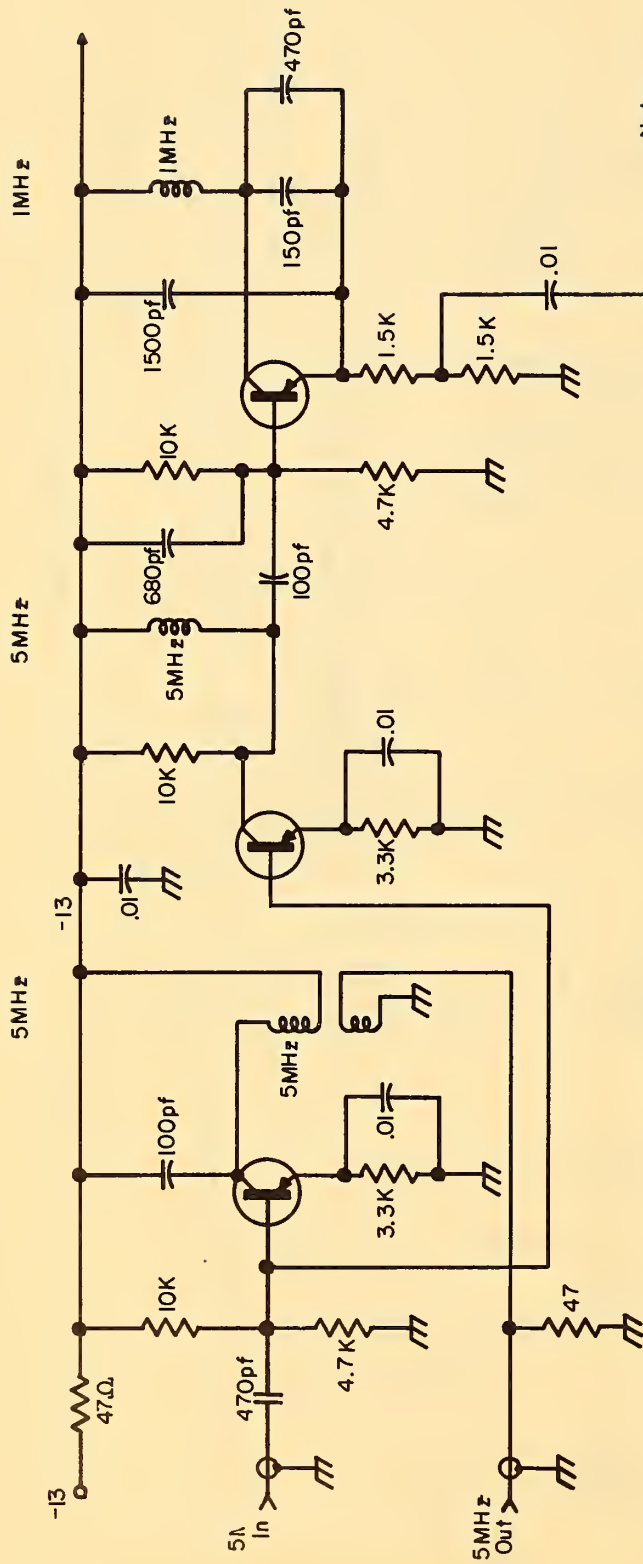 5MHz
5MHz
1MHz
-13
47Ω
-13
.01
10K
100pf
5MHz
10K
5MHz
680pf
10K
1500pf
1MHz
150pf
470pf
In
470pf
4.7K
3.3K
.01
3.3K
.01
100pf
4.7K
1.5K
1.5K
.01
5MHz
Out
47